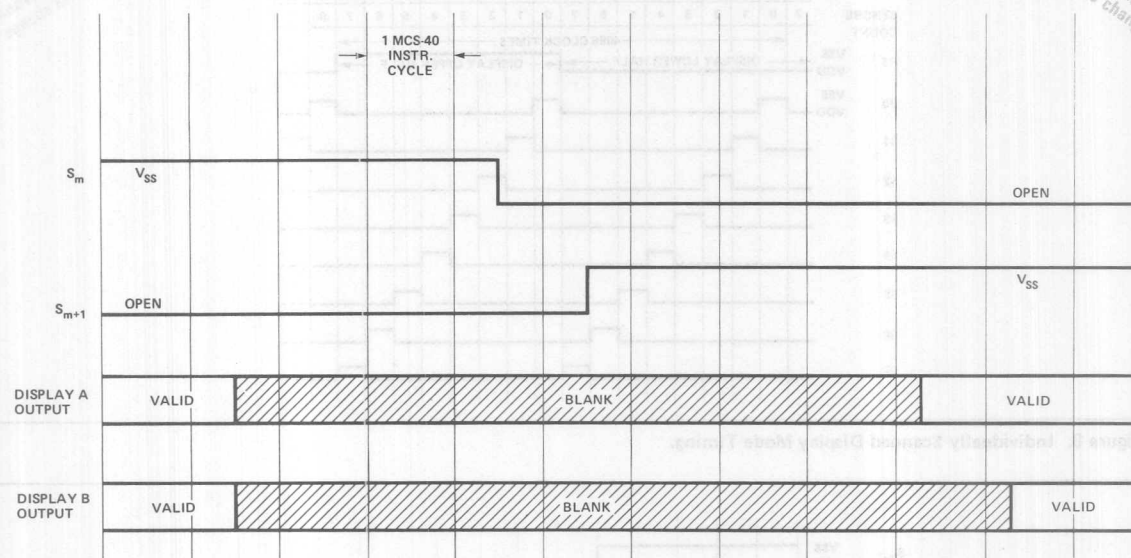 1 MCS-40
INSTR.
CYCLE
Sm
VSS
OPEN
Sm+1
OPEN
VSS
DISPLAY A
OUTPUT
VALID
BLANK
VALID
DISPLAY B
OUTPUT
VALID
BLANK
VALID